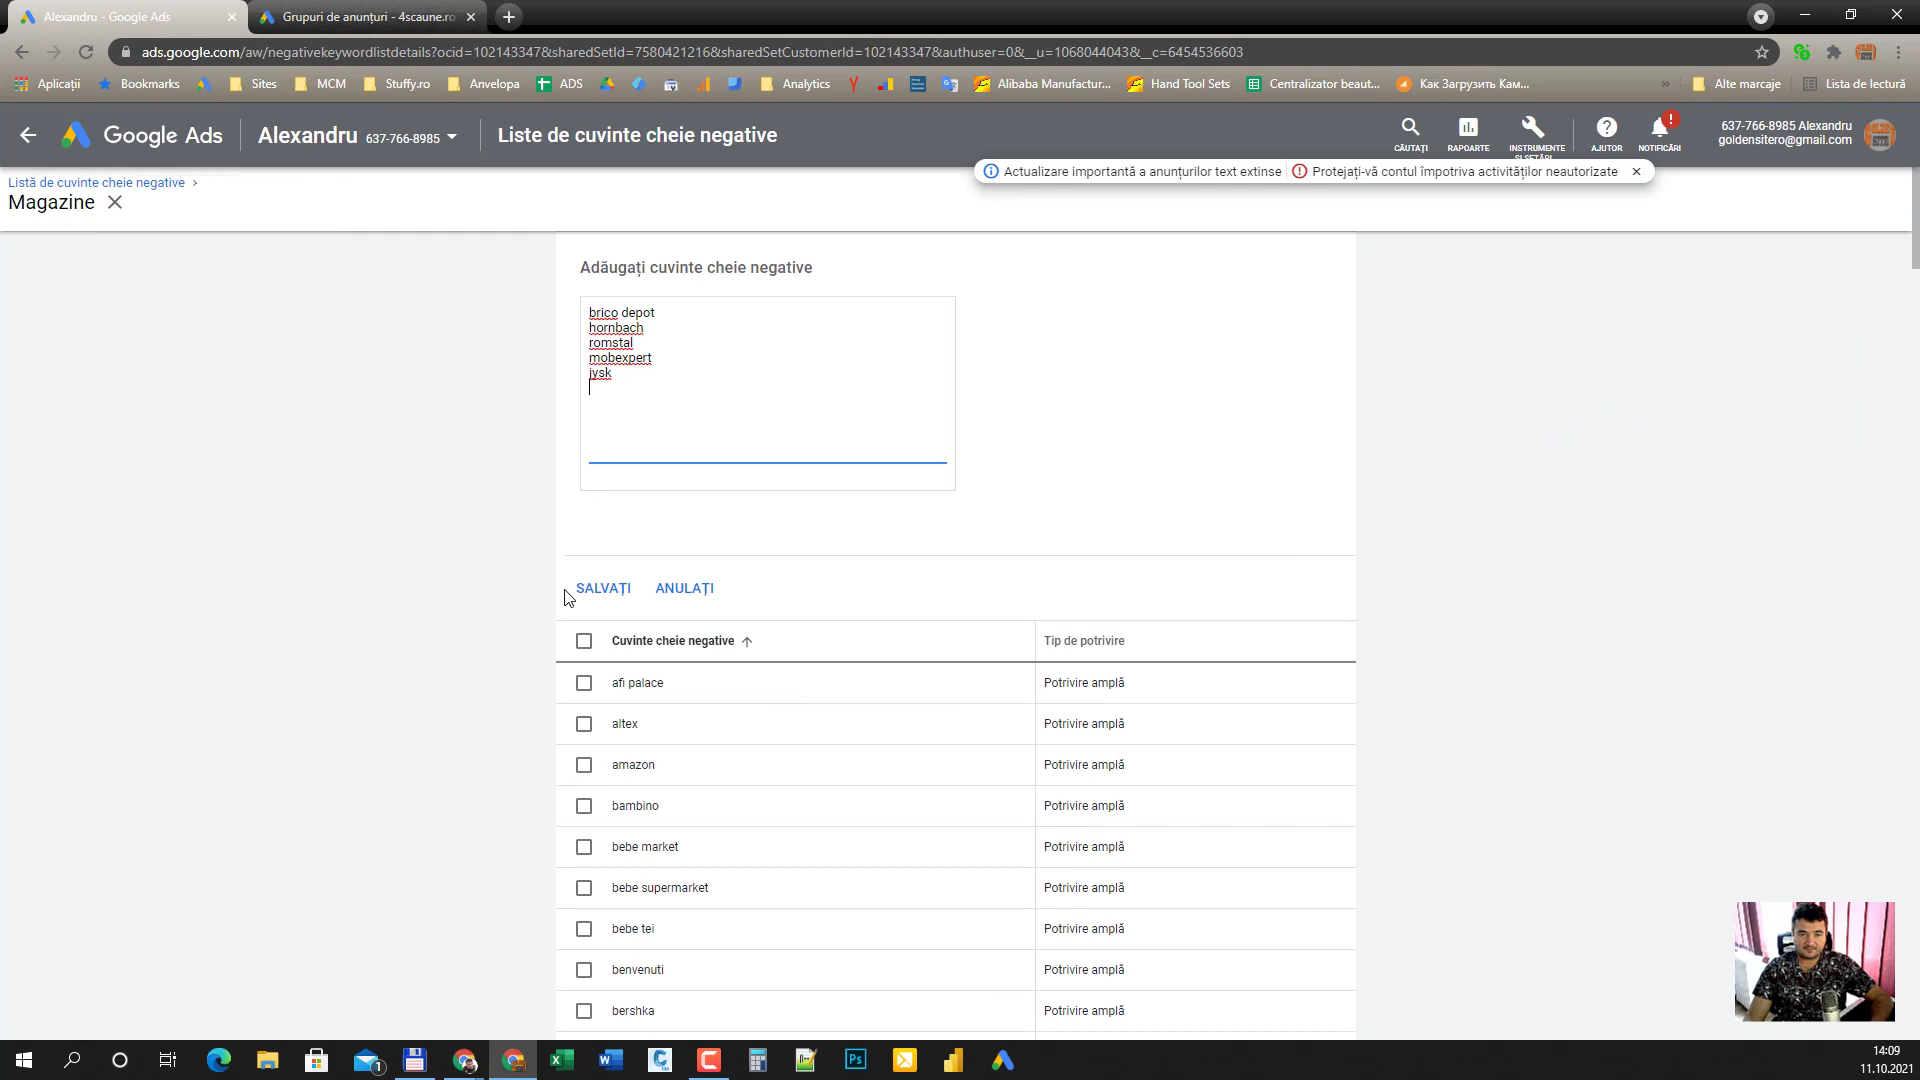 Alexandru - Google Ads
Grupuri de anunțuri - 4scaune.ro
ads.google.com/aw/negativekeywordlistdetails?ocid=102143347&sharedSetId=7580421216&sharedSetCustomerId=102143347&authuser=0&__u=1068044043&__c=6454536603
Aplicații
Bookmarks
Sites
MCM
Stuffy.ro
Anvelopa
ADS
Analytics
Alibaba Manufactur...
Hand Tool Sets
Centralizator beaut...
Как Загрузить Кам...
»
Alte marcaje
Lista de lectură
Google Ads
Alexandru 637-766-8985
Liste de cuvinte cheie negative
CĂUTAȚI
RAPOARTE
INSTRUMENTE
ȘI SETĂRI
AJUTOR
NOTIFICĂRI
637-766-8985 Alexandru
goldensitero@gmail.com
Actualizare importantă a anunțurilor text extinse
Protejați-vă contul împotriva activităților neautorizate
Listă de cuvinte cheie negative
Magazine
Adăugați cuvinte cheie negative
brico depot
hornbach
romstal
mobexpert
jysk
SALVAȚI
ANULAȚI
Cuvinte cheie negative
Tip de potrivire
afi palace
Potrivire amplă
altex
Potrivire amplă
amazon
Potrivire amplă
bambino
Potrivire amplă
bebe market
Potrivire amplă
bebe supermarket
Potrivire amplă
bebe tei
Potrivire amplă
benvenuti
Potrivire amplă
bershka
Potrivire amplă
1
Ps
14:09
11.10.2021